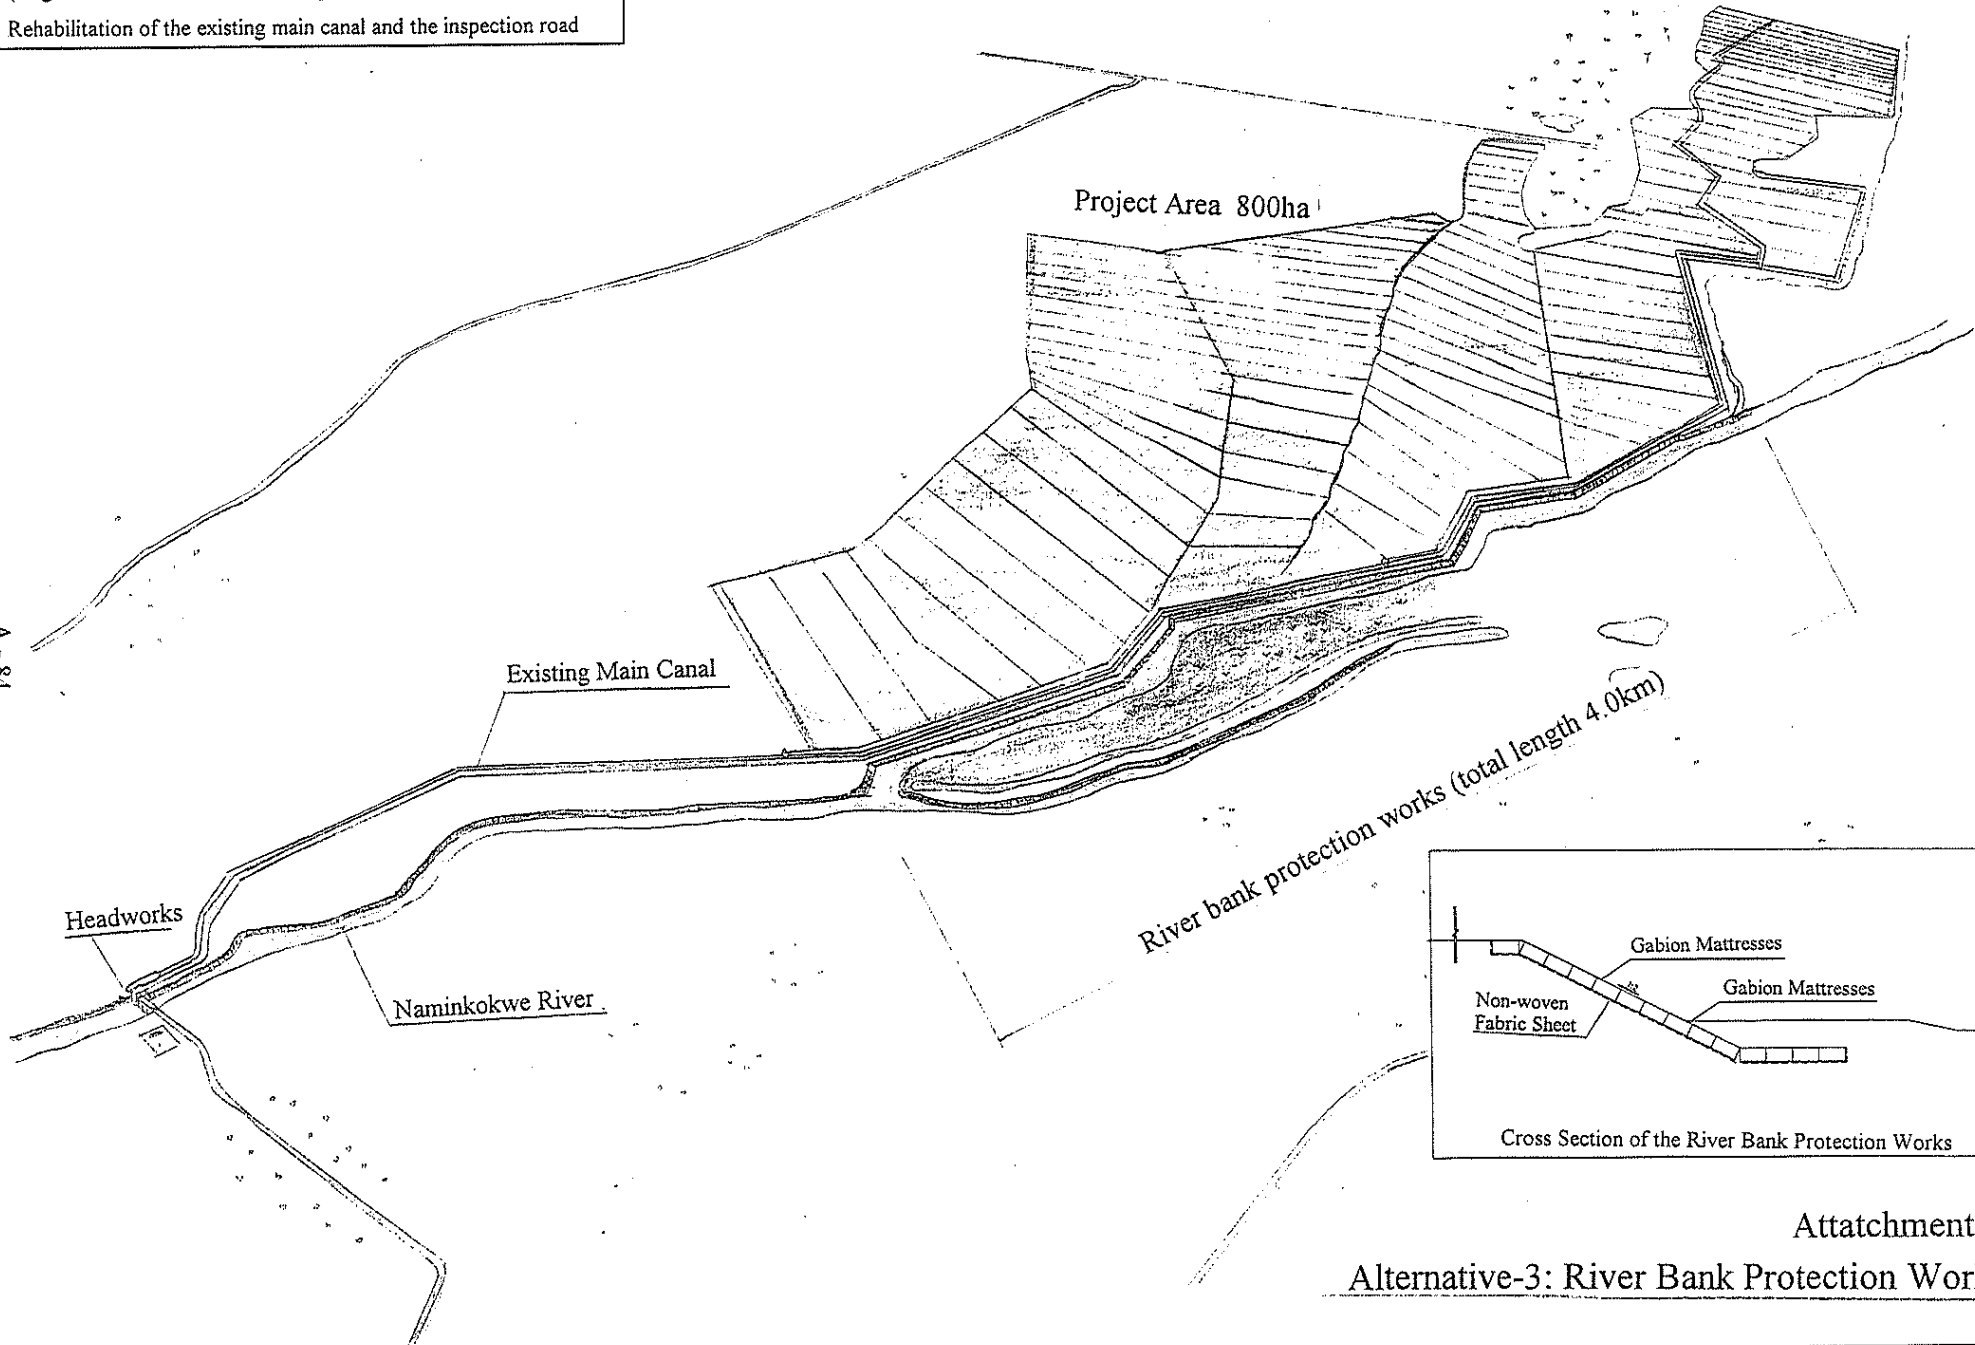 Rehabilitation of the existing main canal and the inspection road
Project Area 800ha
Existing Main Canal
River bank protection works (total length 4.0km)
Headworks
Naminkokwe River
Gabion Mattresses
Gabion Mattresses
Non-woven
Fabric Sheet
Cross Section of the River Bank Protection Works
Attatchment
Alternative-3: River Bank Protection Wor